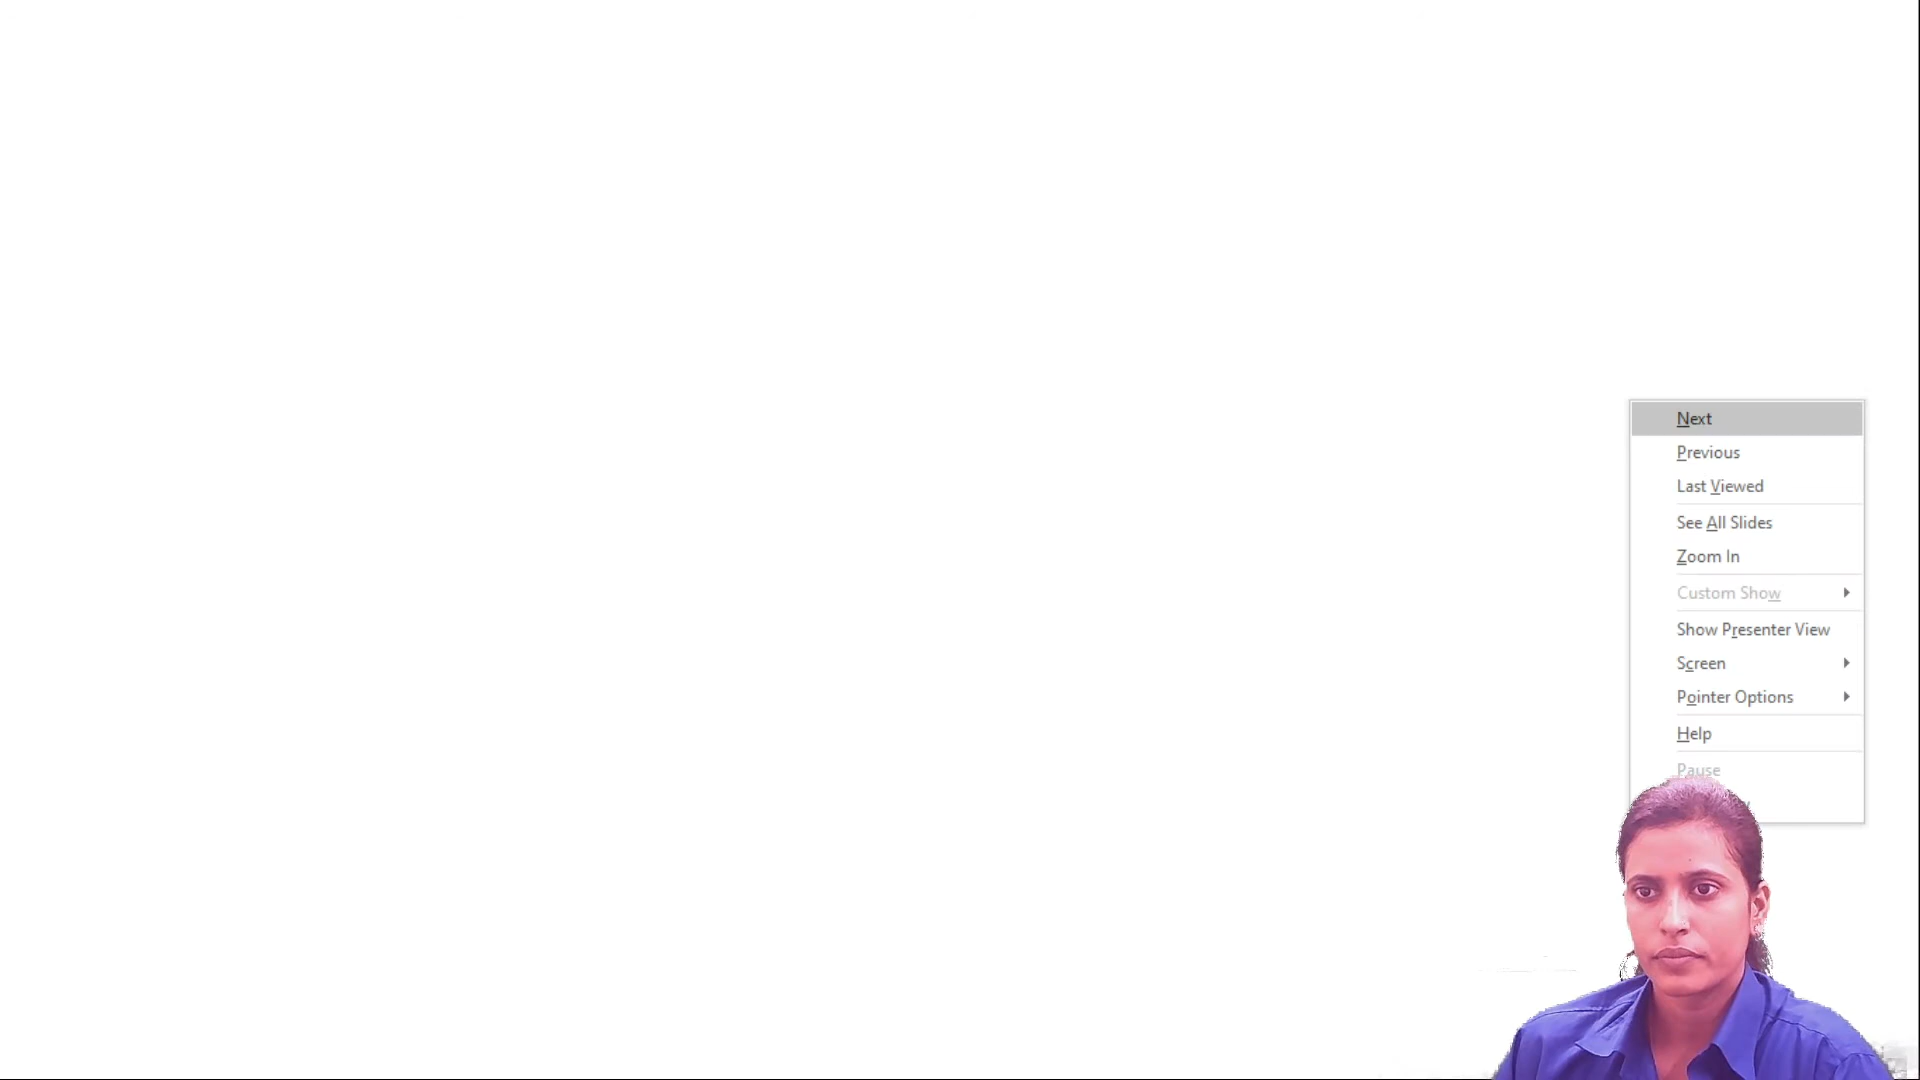 Next
Previous
Last Viewed
See All Slides
Zoom In
Custom Show
Show Presenter View
Screen
Pointer Options
Help
Pause